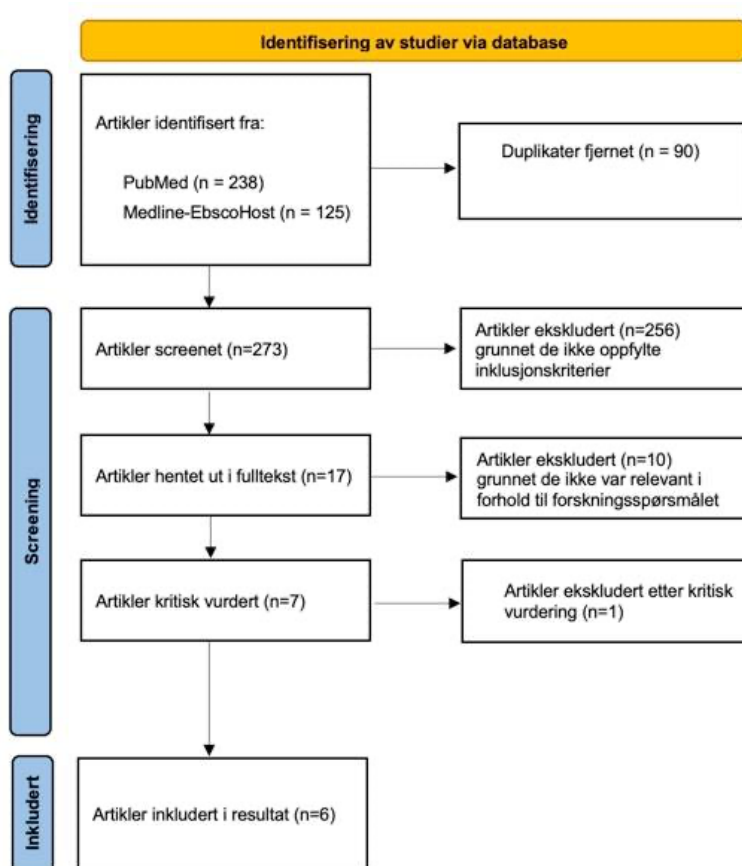 Identifisering av studier via database
Identifisering
Artikler identifisert fra:
PubMed (n = 238)
Medline-EbscoHost (n = 125)
Duplikater fjernet (n = 90)
Screening
Artikler screenet (n=273)
Artikler ekskludert (n=256)
grunnet de ikke oppfylte
inklusjonskriterier
Artikler hentet ut i fulltekst (n=17)
Artikler ekskludert (n=10)
grunnet de ikke var relevant i
forhold til forskningsspørsmålet
Artikler kritisk vurdert (n=7)
Artikler ekskludert etter kritisk
vurdering (n=1)
Inkludert
Artikler inkludert i resultat (n=6)